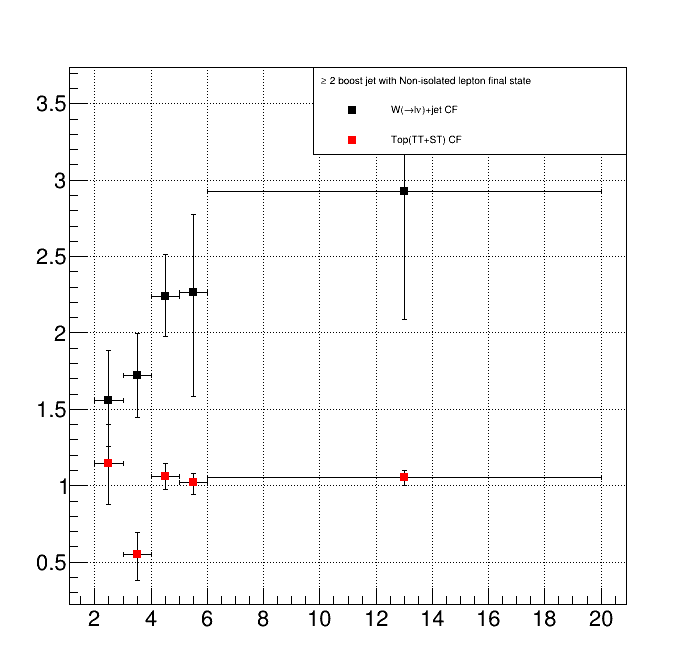 ≥ 2 boost jet with Non-isolated lepton final state
W(→lν)+jet CF
Top(TT+ST) CF
3.5
3
2.5
2
1.5
1
0.5
2 4 6 8 10 12 14 16 18 20